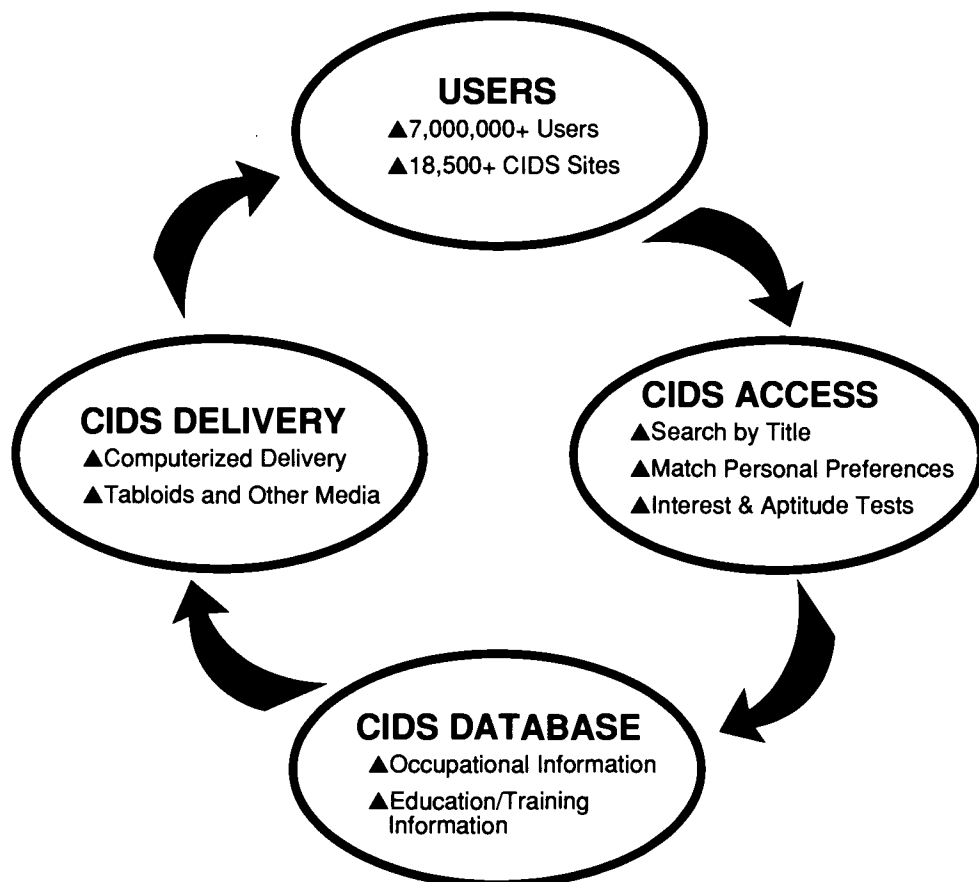 USERS
▲7,000,000+ Users
▲18,500+ CIDS Sites
CIDS ACCESS
▲Search by Title
▲Match Personal Preferences
▲Interest & Aptitude Tests
CIDS DELIVERY
▲Computerized Delivery
▲Tabloids and Other Media
CIDS DATABASE
▲Occupational Information
▲Education/Training
Information